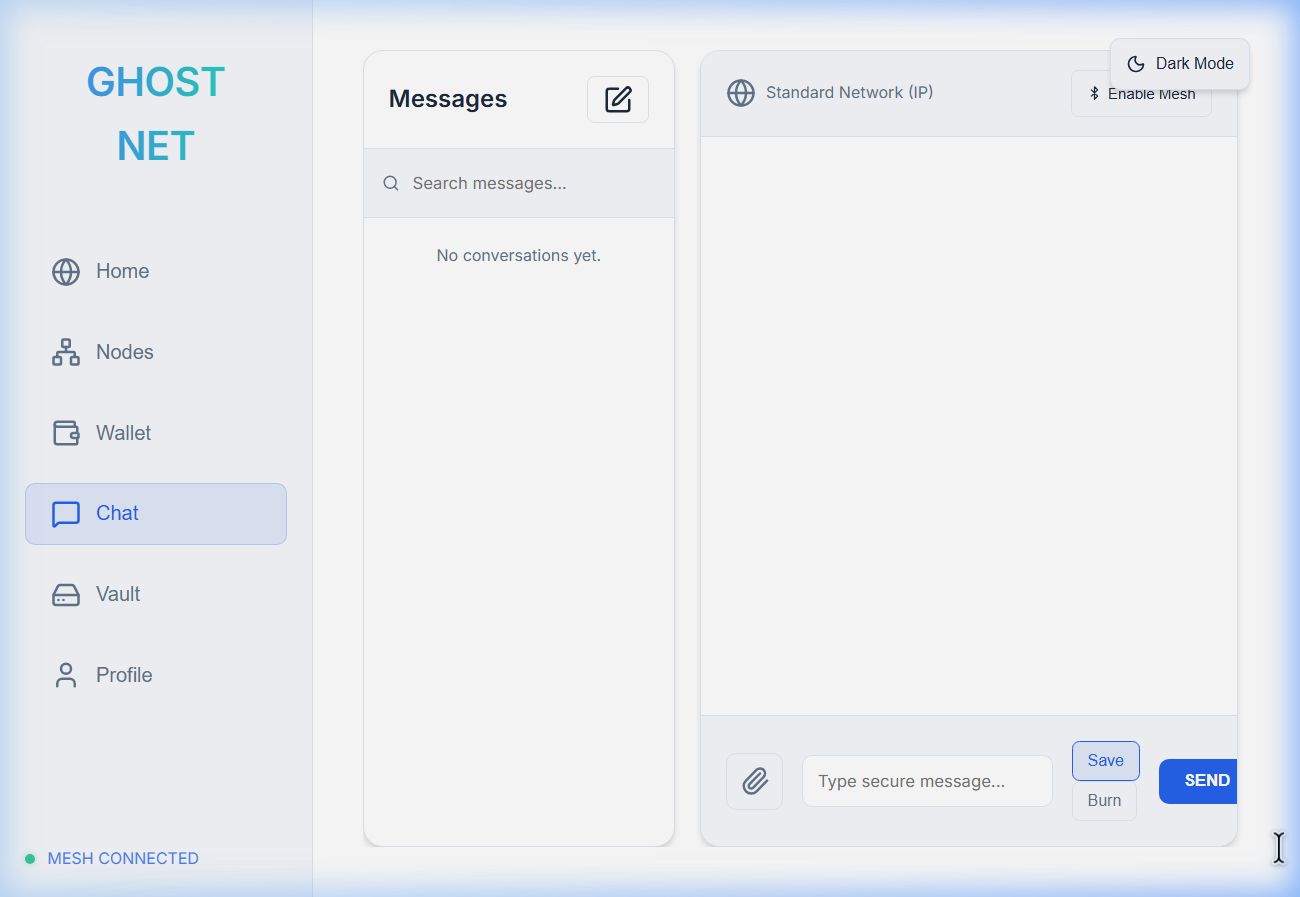 GHOST
NET
Home
Nodes
Wallet
Chat
Vault
Profile
MESH CONNECTED
Messages
Search messages...
No conversations yet.
Standard Network (IP)
Dark Mode
Enable Mesh
Type secure message...
Save
Burn
SEND